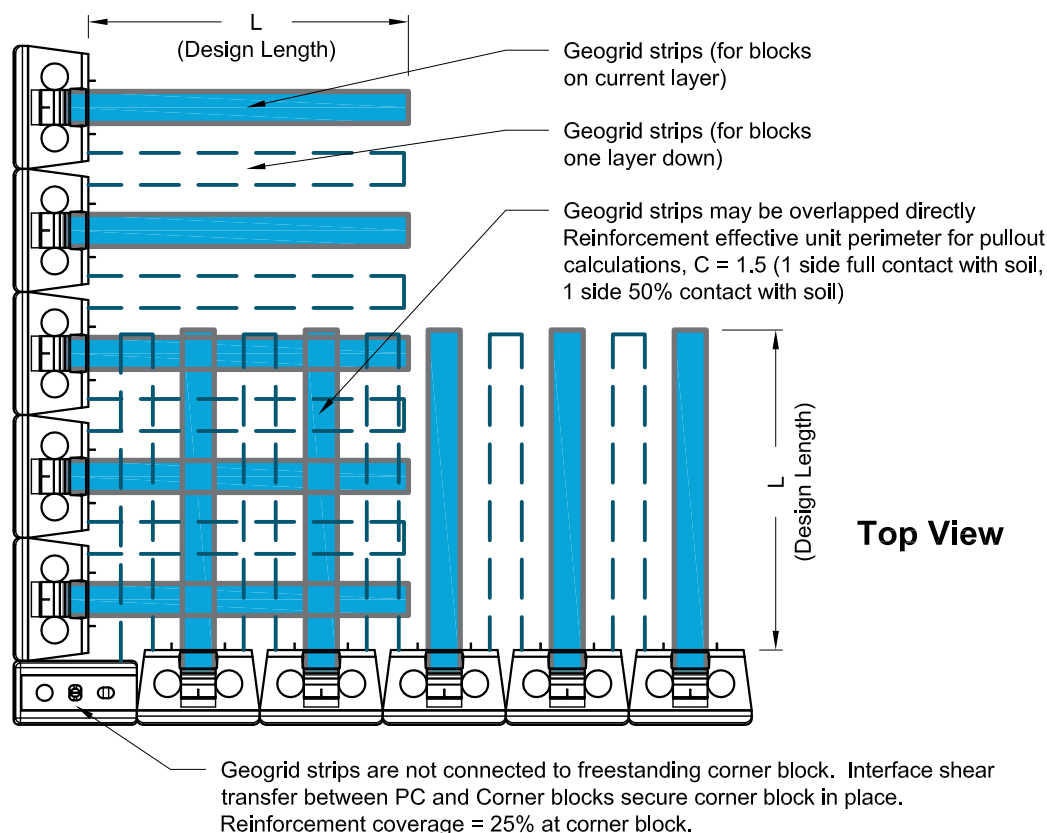 L
(Design Length)
Geogrid strips (for blocks
on current layer)
Geogrid strips (for blocks
one layer down)
Geogrid strips may be overlapped directly
Reinforcement effective unit perimeter for pullout
calculations, C = 1.5 (1 side full contact with soil,
1 side 50% contact with soil)
L
(Design Length)
Top View
Geogrid strips are not connected to freestanding corner block.  Interface shear
transfer between PC and Corner blocks secure corner block in place.
Reinforcement coverage = 25% at corner block.